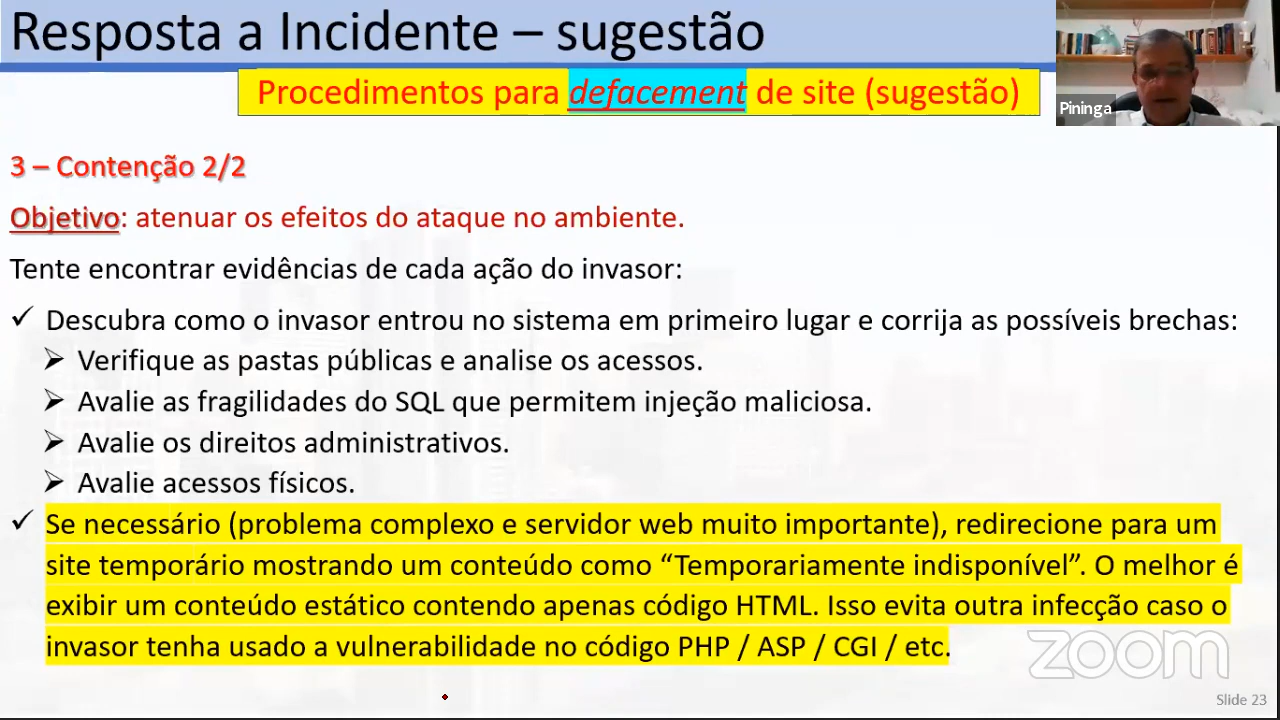 Resposta a Incidente – sugestão
Procedimentos para defacement de site (sugestão)
Pininga
3 – Contenção 2/2
Objetivo: atenuar os efeitos do ataque no ambiente.
Tente encontrar evidências de cada ação do invasor:
✓ Descubra como o invasor entrou no sistema em primeiro lugar e corrija as possíveis brechas:
➢ Verifique as pastas públicas e analise os acessos.
➢ Avalie as fragilidades do SQL que permitem injeção maliciosa.
➢ Avalie os direitos administrativos.
➢ Avalie acessos físicos.
✓ Se necessário (problema complexo e servidor web muito importante), redirecione para um
site temporário mostrando um conteúdo como “Temporariamente indisponível”. O melhor é
exibir um conteúdo estático contendo apenas código HTML. Isso evita outra infecção caso o
invasor tenha usado a vulnerabilidade no código PHP / ASP / CGI / etc.
zoom
Slide 23